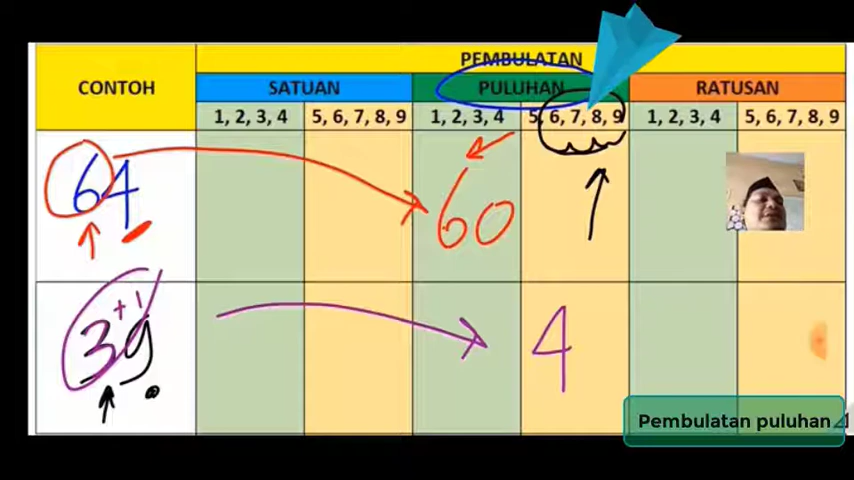 PEMBULATAN
CONTOH
SATUAN
PULUHAN
RATUSAN
1, 2, 3, 4
5, 6, 7, 8, 9
1, 2, 3, 4
5, 6, 7, 8, 9
1, 2, 3, 4
5, 6, 7, 8, 9
64
60
39
+1
4
Pembulatan puluhan